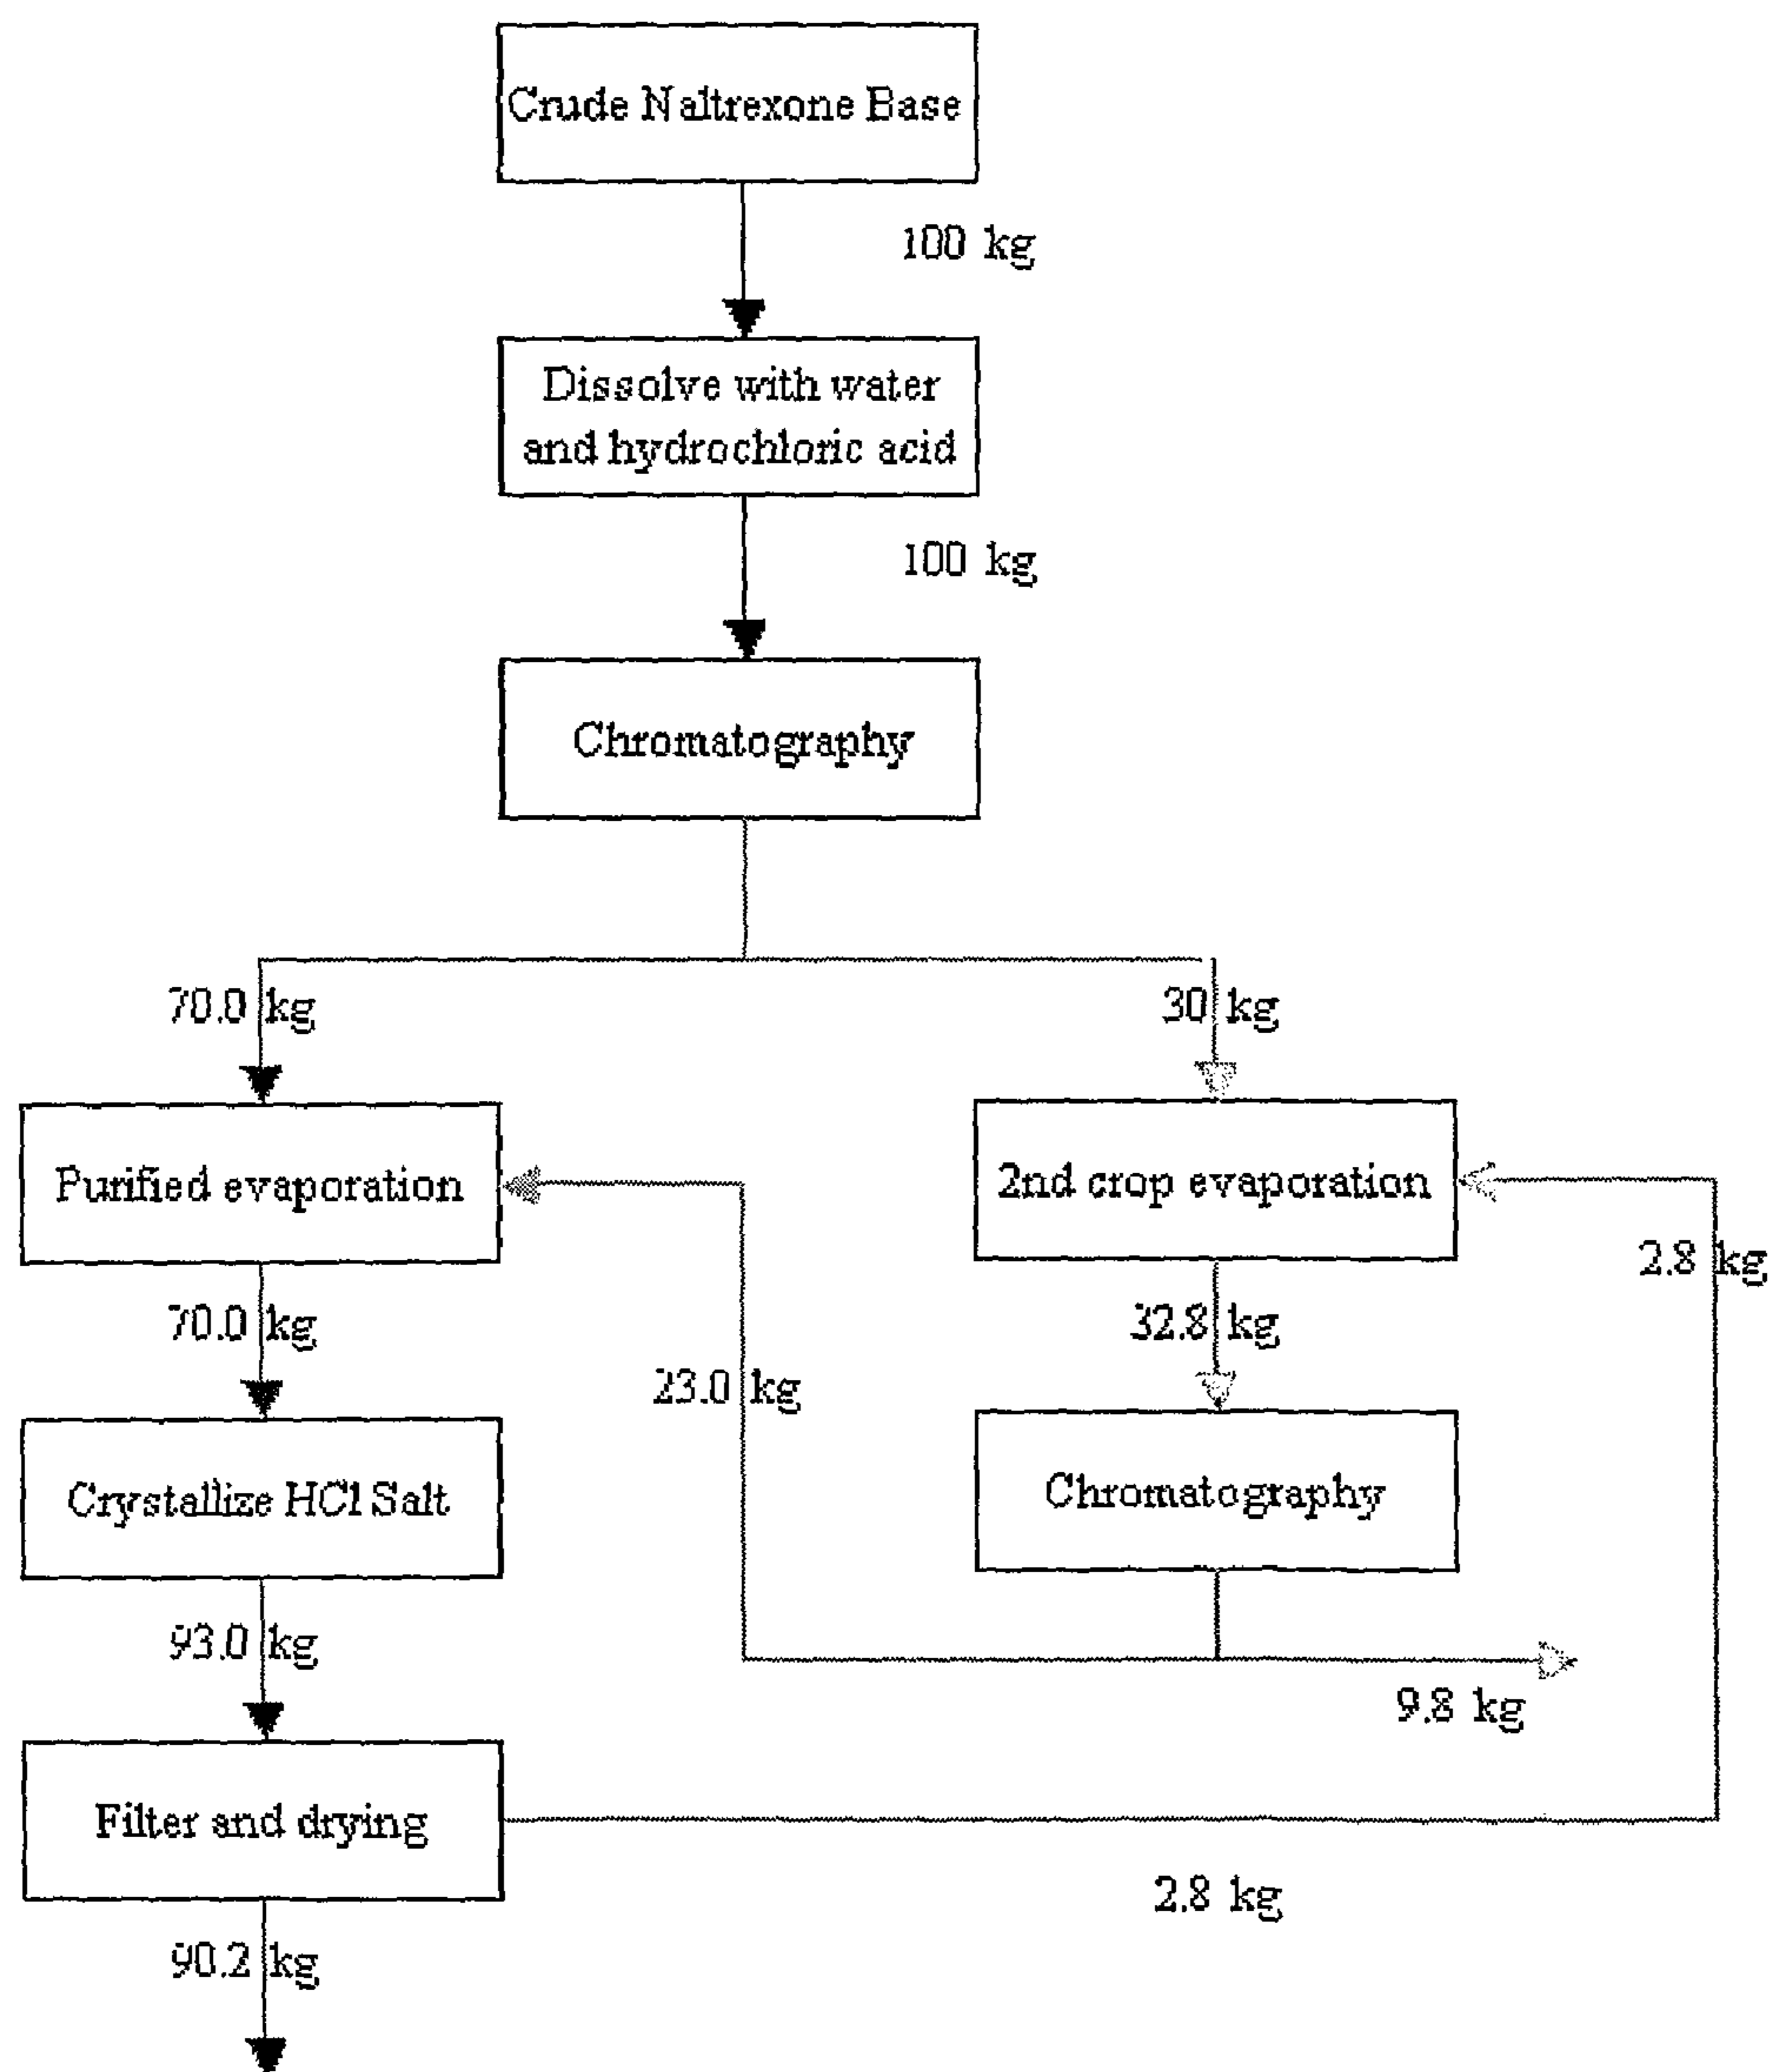 Crude Naltrexone Base
100 kg
Dissolve with water
and hydrochloric acid
100 kg
Chromatography
70.0 kg
30 kg
Purified evaporation
2nd crop evaporation
2.8 kg
70.0 kg
32.8 kg
23.0 kg
Crystallize HCl Salt
Chromatography
93.0 kg
9.8 kg
Filter and drying
2.8 kg
90.2 kg